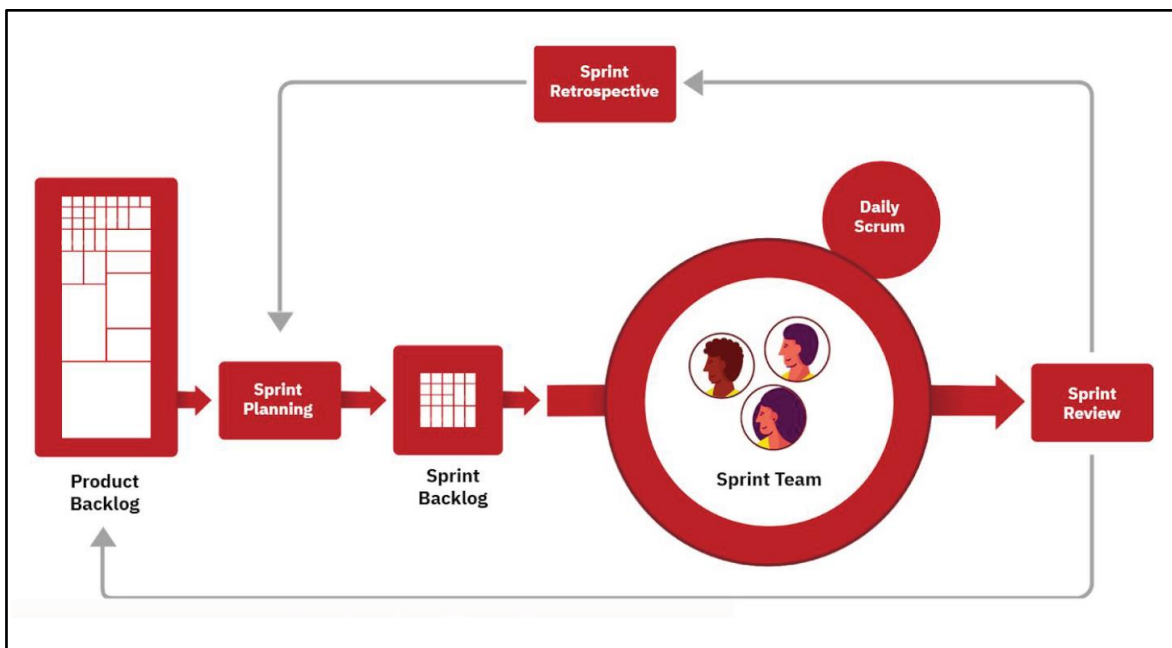 Sprint
Retrospective
Daily
Scrum
Sprint
Planning
Sprint
Review
Product
Backlog
Sprint
Backlog
Sprint Team